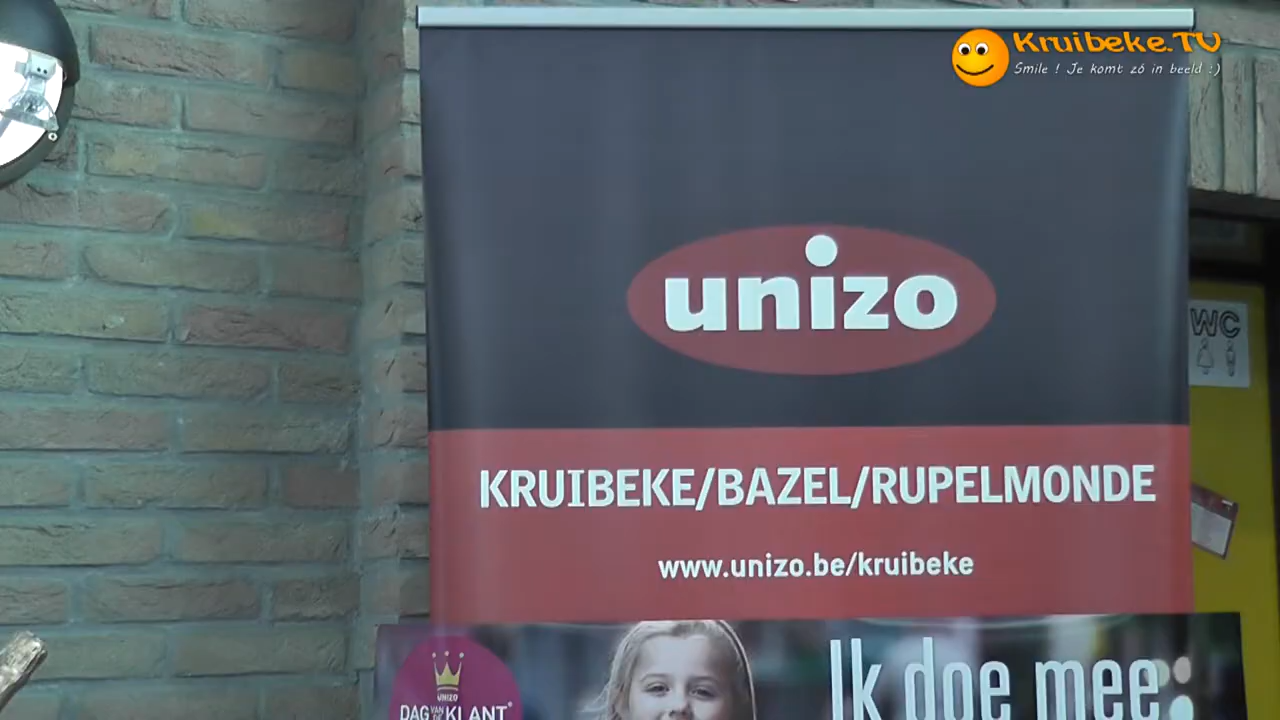 Kruibeke.TV
Smile ! Je komt zó in beeld :)
unizo
WC
KRUIBEKE/BAZEL/RUPELMONDE
www.unizo.be/kruibeke
Ik doe mee
UNIZO
DAG VAN DE KLANT®